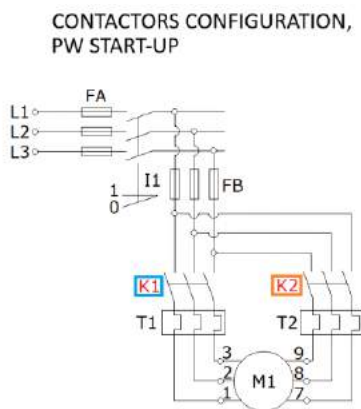 CONTACTORS CONFIGURATION,
PW START-UP
FA
L1
L2
L3
I1
FB
1
0
K1
K2
T1
T2
3
9
2
M1
8
1
7